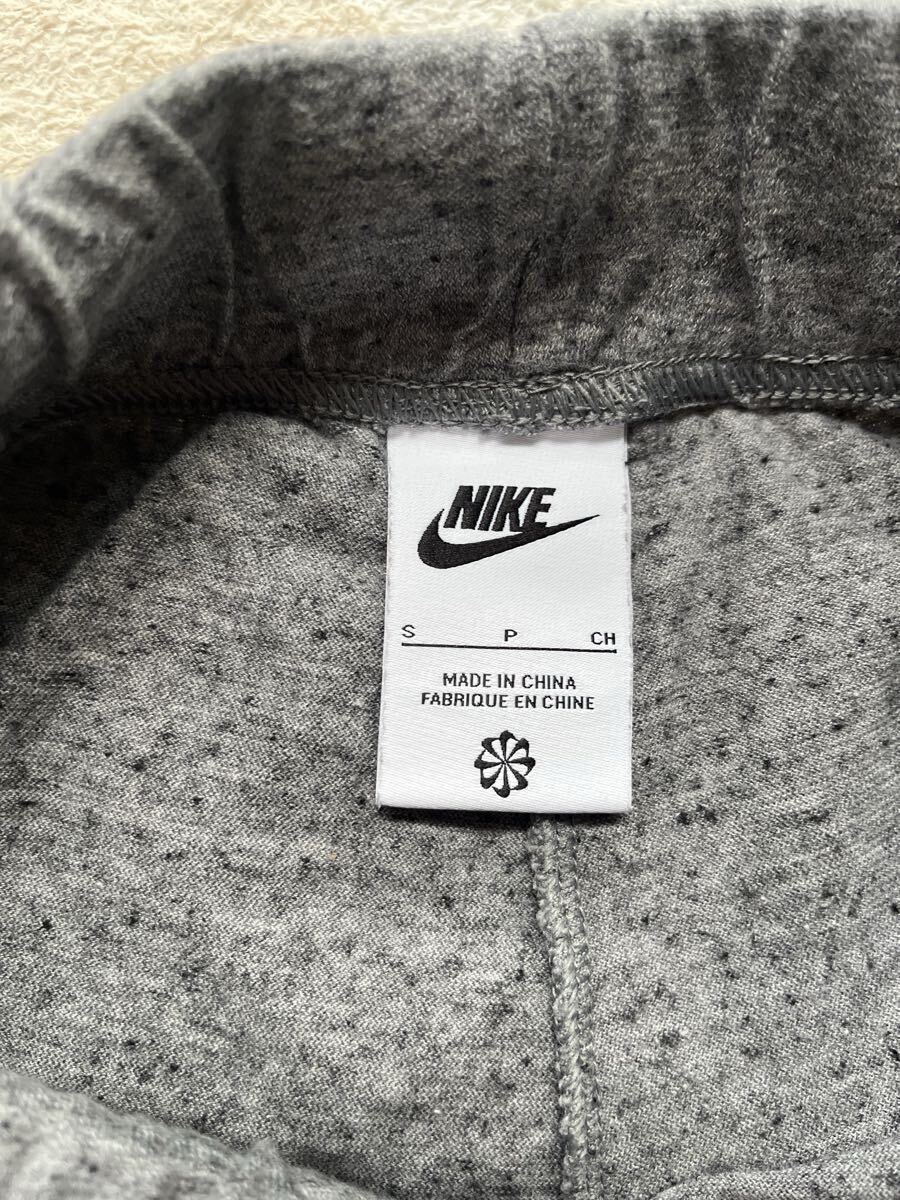 NIKE
S P CH
MADE IN CHINA
FABRIQUE EN CHINE